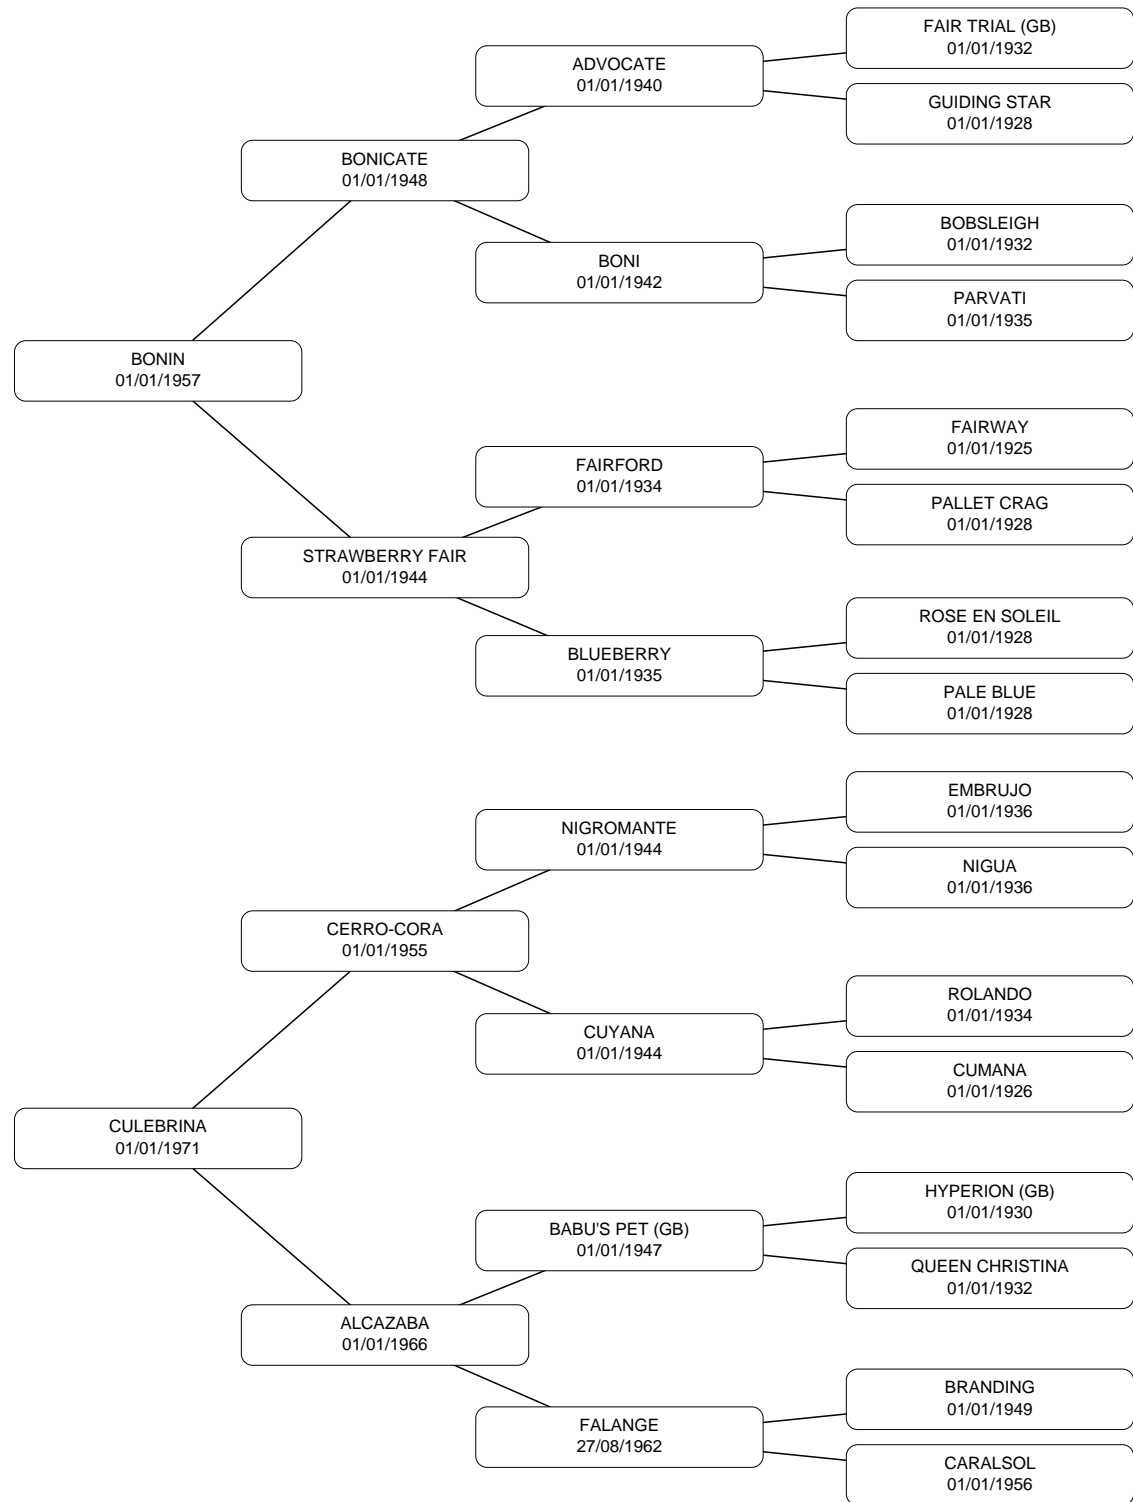 FAIR TRIAL (GB)
01/01/1932
ADVOCATE
01/01/1940
GUIDING STAR
01/01/1928
BONICATE
01/01/1948
BOBSLEIGH
01/01/1932
BONI
01/01/1942
PARVATI
01/01/1935
BONIN
01/01/1957
FAIRWAY
01/01/1925
FAIRFORD
01/01/1934
PALLET CRAG
01/01/1928
STRAWBERRY FAIR
01/01/1944
ROSE EN SOLEIL
01/01/1928
BLUEBERRY
01/01/1935
PALE BLUE
01/01/1928
EMBRUJO
01/01/1936
NIGROMANTE
01/01/1944
NIGUA
01/01/1936
CERRO-CORA
01/01/1955
ROLANDO
01/01/1934
CUYANA
01/01/1944
CUMANA
01/01/1926
CULEBRINA
01/01/1971
HYPERION (GB)
01/01/1930
BABU'S PET (GB)
01/01/1947
QUEEN CHRISTINA
01/01/1932
ALCAZABA
01/01/1966
BRANDING
01/01/1949
FALANGE
27/08/1962
CARALSOL
01/01/1956